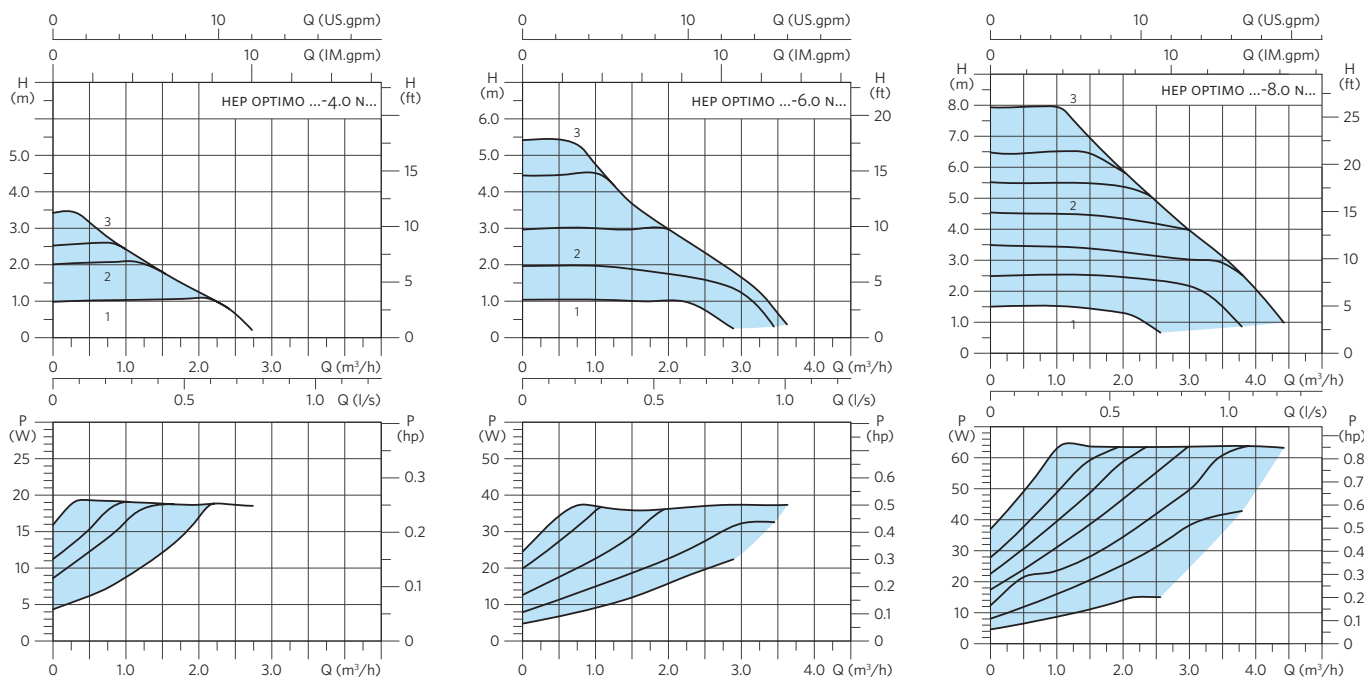 0 10 Q (US.gpm)
0 10 Q (IM.gpm)
H (m) H (ft)
HEP OPTIMO ...-4.0 N...
5.0 15
4.0
3.0 10
2.0 5
1.0
0 0
3
2
1
0 1.0 2.0 3.0 Q (m³/h)
0 0.5 1.0 Q (l/s)
P (W) P (hp)
25 0.3
20
15 0.2
10 0.1
5
0 0
0 1.0 2.0 3.0 Q (m³/h)
0 10 Q (US.gpm)
0 10 Q (IM.gpm)
H (m) H (ft)
HEP OPTIMO ...-6.0 N...
6.0 20
5.0 15
4.0
3.0 10
2.0 5
1.0
0 0
3
2
1
0 1.0 2.0 3.0 4.0 Q (m³/h)
0 0.5 1.0 Q (l/s)
P (W) P (hp)
50 0.6
40 0.5
30 0.4
20 0.3
10 0.2
0.1
0 0
0 1.0 2.0 3.0 4.0 Q (m³/h)
0 10 Q (US.gpm)
0 10 Q (IM.gpm)
H (m) H (ft)
HEP OPTIMO ...-8.0 N...
8.0 25
7.0
6.0 20
5.0 15
4.0
3.0 10
2.0 5
1.0
0 0
3
2
1
0 1.0 2.0 3.0 4.0 Q (m³/h)
0 0.5 1.0 Q (l/s)
P (W) P (hp)
60 0.8
50 0.6
40 0.5
30 0.4
20 0.3
10 0.2
0.1
0 0
0 1.0 2.0 3.0 4.0 Q (m³/h)